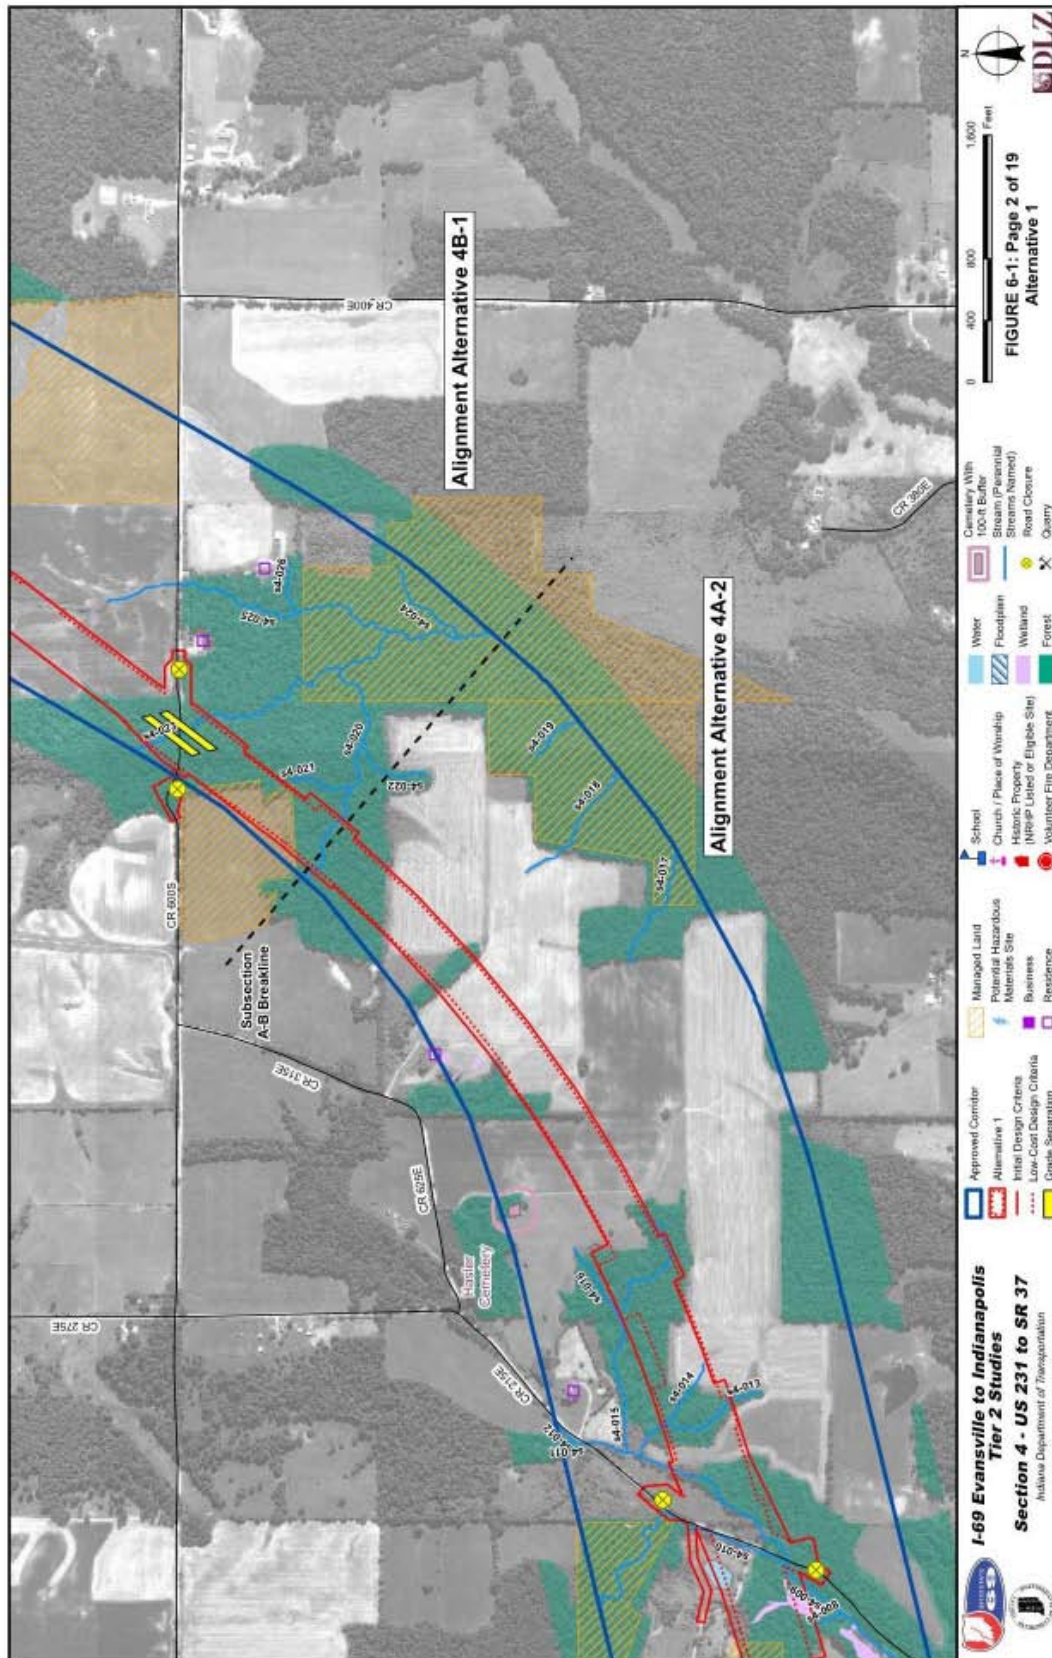 Alignment Alternative 4B-1
Alignment Alternative 4A-2
Subsection
A-B Breakline
CR 400E
CR 380E
CR 600S
CR 315E
CR 625E
CR 275E
CR 215E
Hasler
Cemetery
s4-026
s4-025
s4-024
s4-021
s4-020
s4-022
s4-019
s4-018
s4-017
s4-016
s4-015
s4-014
s4-013
s4-012
s4-011
s4-010
s4-009
s4-008
I-69 Evansville to Indianapolis
Tier 2 Studies
Section 4 - US 231 to SR 37
Indiana Department of Transportation
Approved Corridor
Alternative 1
Initial Design Criteria
Low-Cost Design Criteria
Grade Separation
Managed Land
Potential Hazardous
Materials Site
Business
Residence
School
Church / Place of Worship
Historic Property
(NRHP Listed or Eligible Site)
Volunteer Fire Department
Water
Floodplain
Wetland
Forest
Cemetery With
100-ft Buffer
Stream (Perennial
Streams Named)
Road Closure
Quarry
0 400 800 1,600
Feet
FIGURE 6-1: Page 2 of 19
Alternative 1
N
DLZ